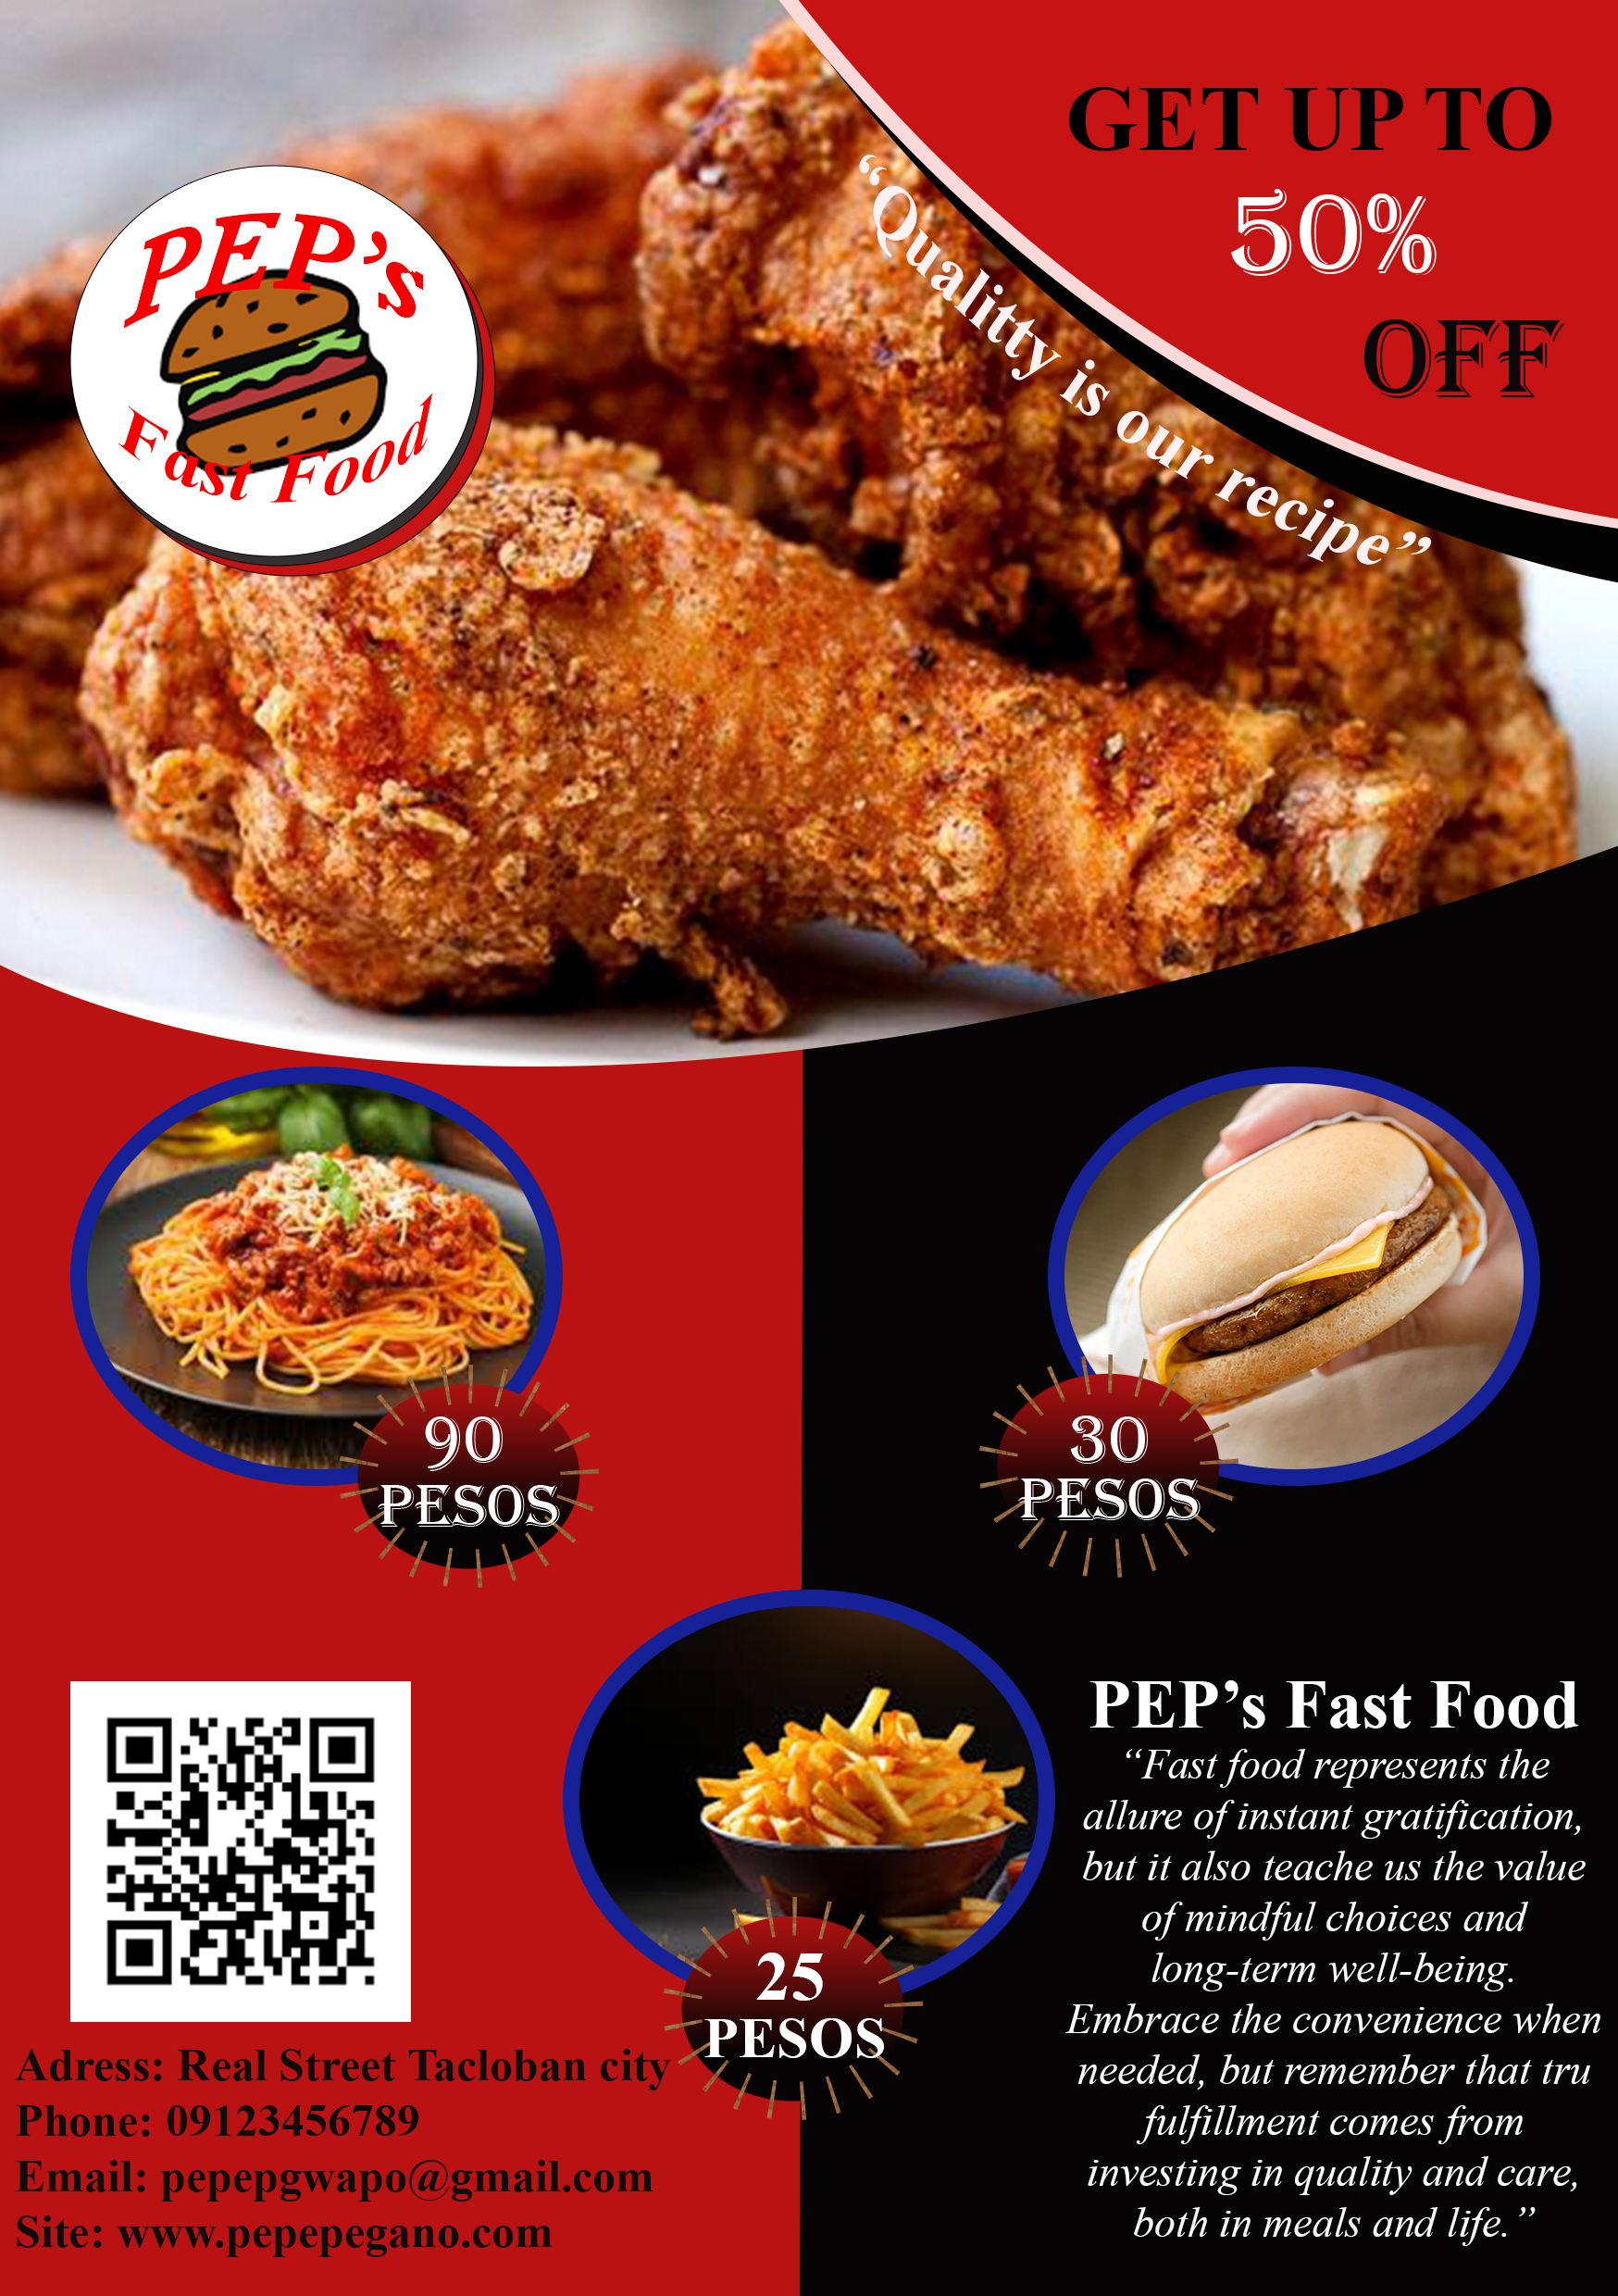 GET UP TO
50%
OFF
PEP's
Fast Food
“Qualitty is our recipe”
90
PESOS
30
PESOS
25
PESOS
PEP’s Fast Food
“Fast food represents the
allure of instant gratification,
but it also teache us the value
of mindful choices and
long-term well-being.
Embrace the convenience when
needed, but remember that tru
fulfillment comes from
investing in quality and care,
both in meals and life.”
Adress: Real Street Tacloban city
Phone: 09123456789
Email: pepepgwapo@gmail.com
Site: www.pepepegano.com